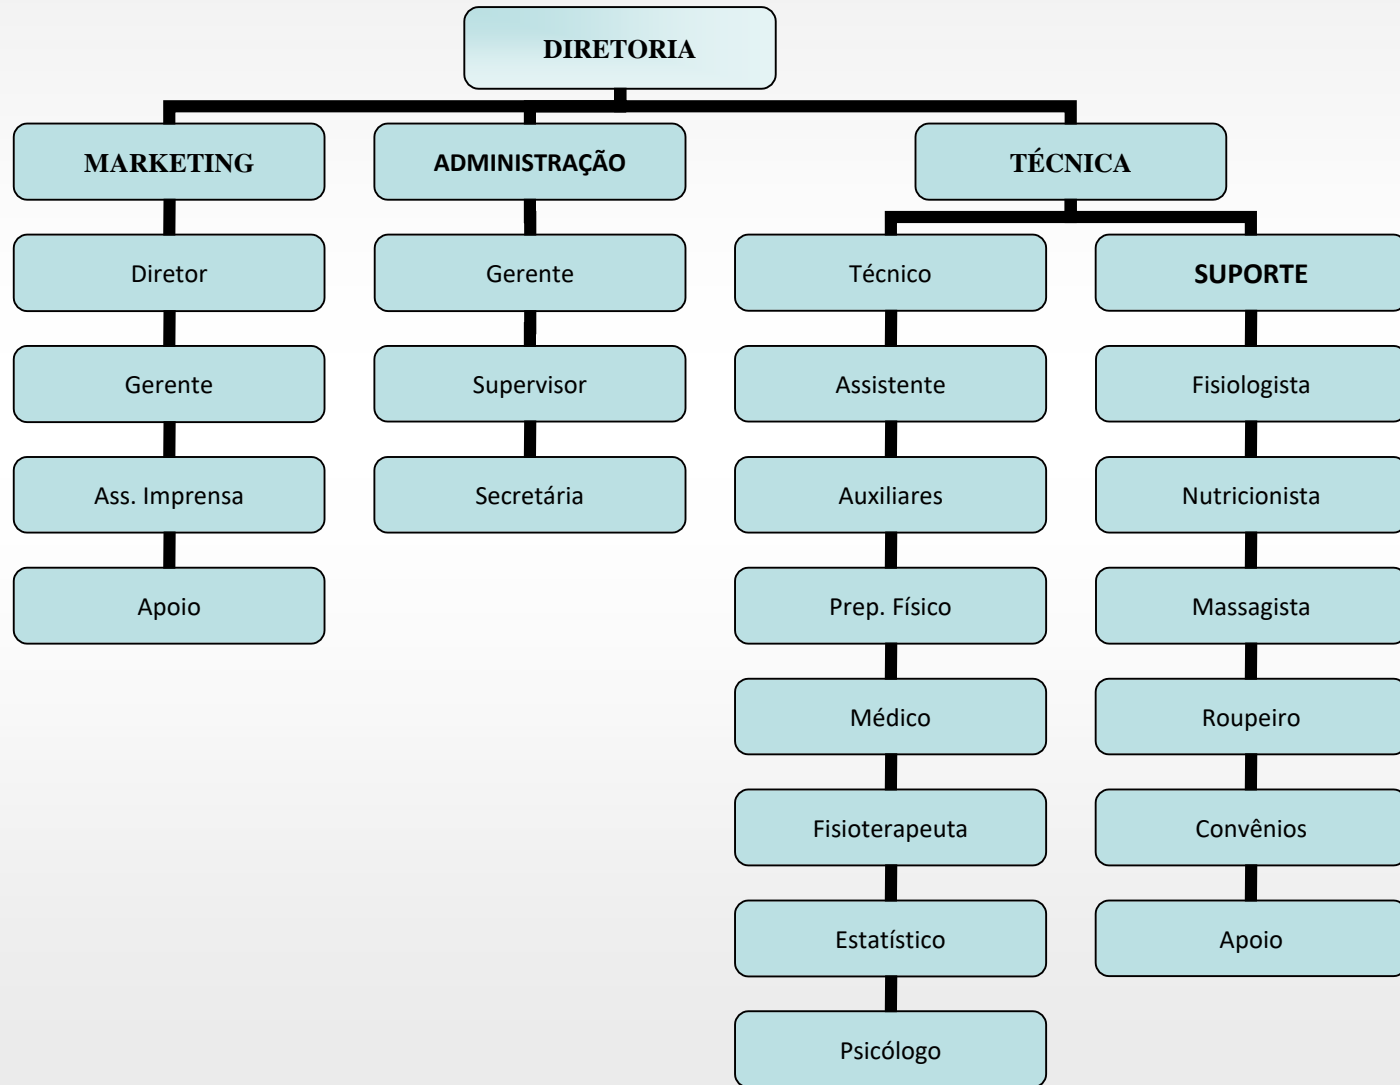 DIRETORIA
MARKETING
ADMINISTRAÇÃO
TÉCNICA
Diretor
Gerente
Técnico
SUPORTE
Gerente
Supervisor
Assistente
Fisiologista
Ass. Imprensa
Secretária
Auxiliares
Nutricionista
Apoio
Prep. Físico
Massagista
Médico
Roupeiro
Fisioterapeuta
Convênios
Estatístico
Apoio
Psicólogo